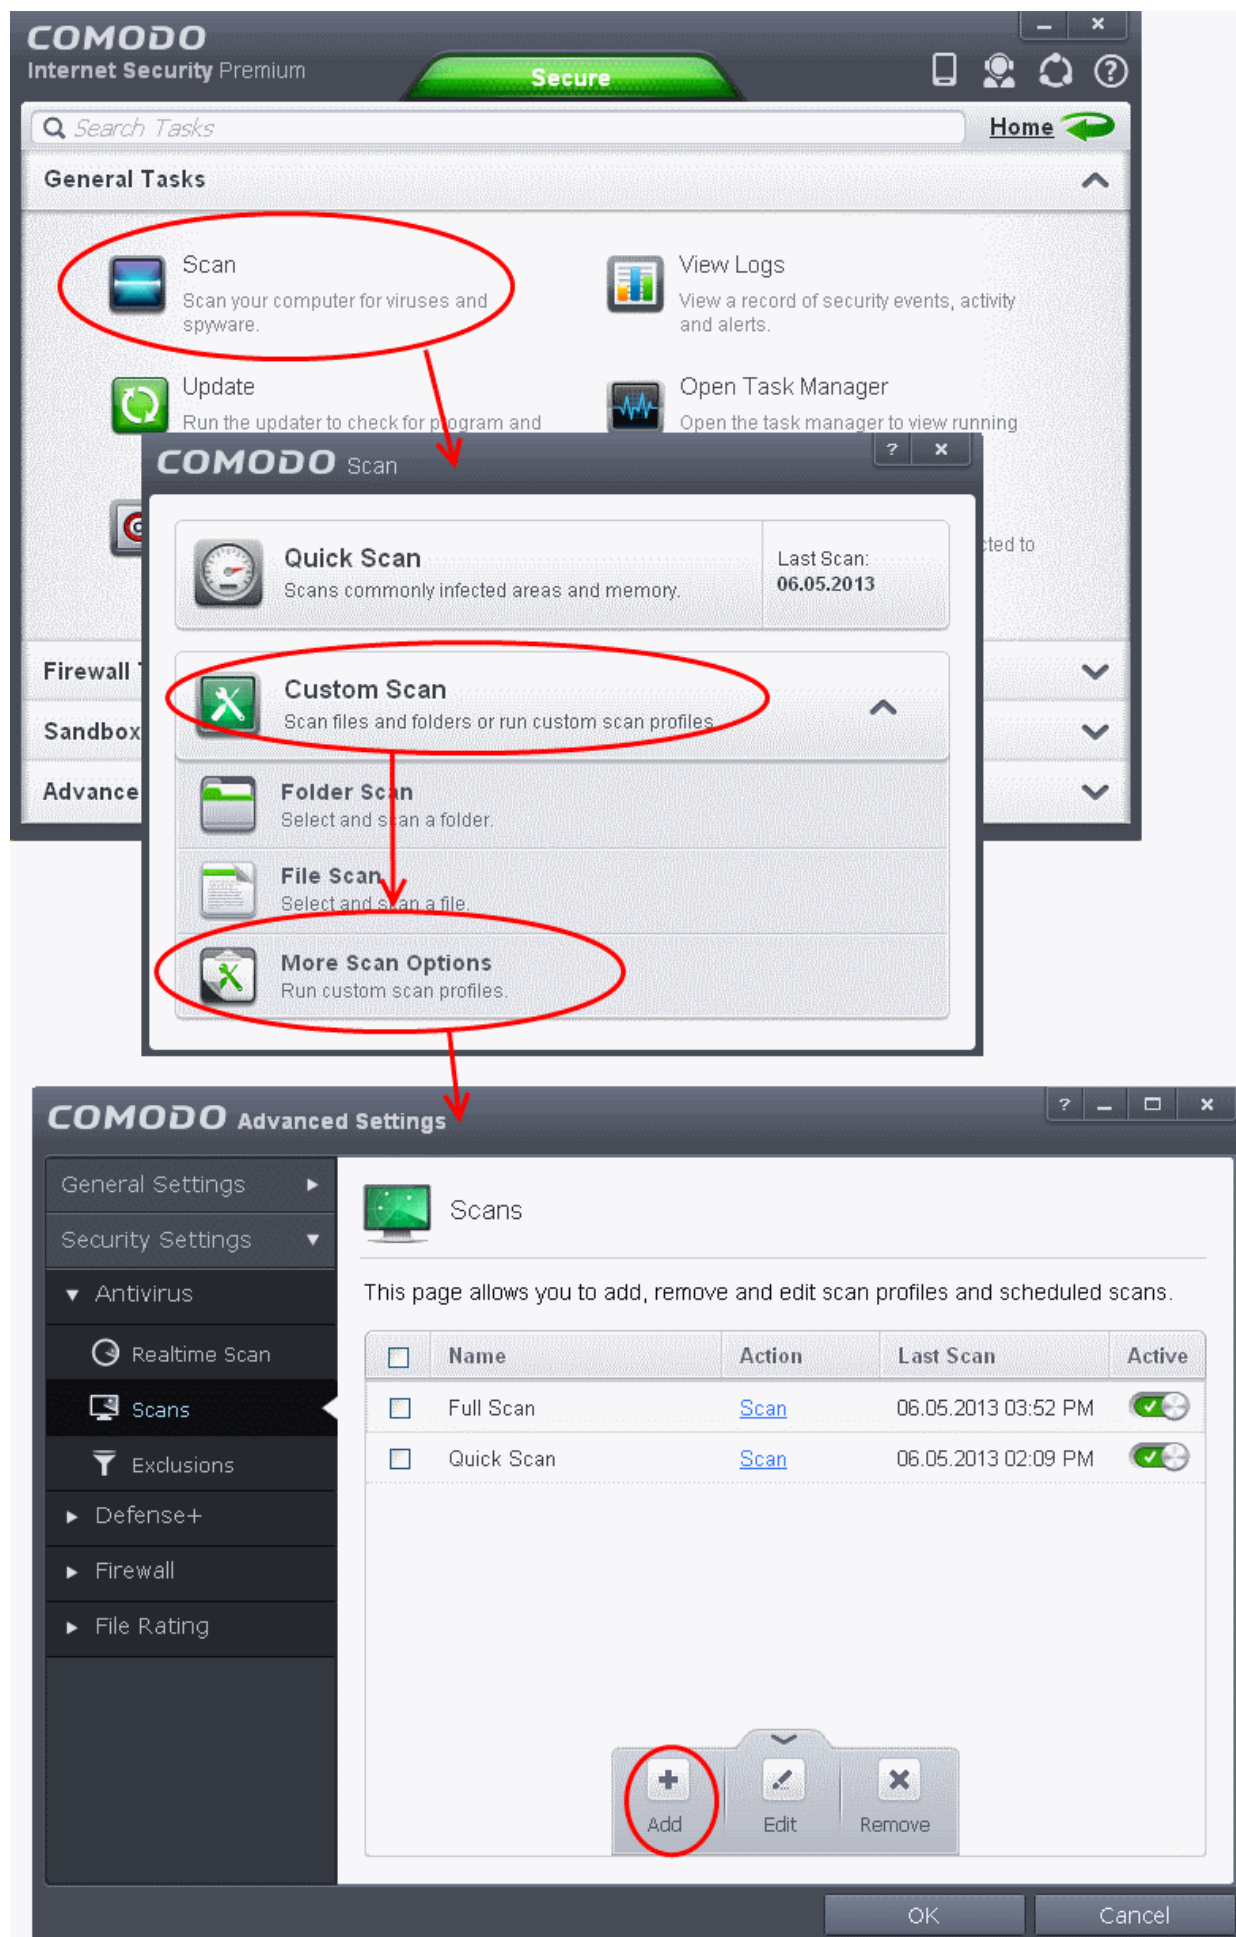 COMODO
Internet Security Premium
Secure
Search Tasks
Home
General Tasks
Scan
Scan your computer for viruses and
spyware.
View Logs
View a record of security events, activity
and alerts.
Update
Run the updater to check for program and
Open Task Manager
Open the task manager to view running
COMODO Scan
?
Quick Scan
Scans commonly infected areas and memory.
Last Scan:
06.05.2013
cted to
Firewall T
Custom Scan
Scan files and folders or run custom scan profiles.
Sandbox
Advance
Folder Scan
Select and scan a folder.
File Scan
Select and scan a file.
More Scan Options
Run custom scan profiles.
COMODO Advanced Settings
?
General Settings
Security Settings
Antivirus
Realtime Scan
Scans
Exclusions
Defense+
Firewall
File Rating
Scans
This page allows you to add, remove and edit scan profiles and scheduled scans.
Name Action Last Scan Active
Full Scan Scan 06.05.2013 03:52 PM
Quick Scan Scan 06.05.2013 02:09 PM
Add Edit Remove
OK Cancel